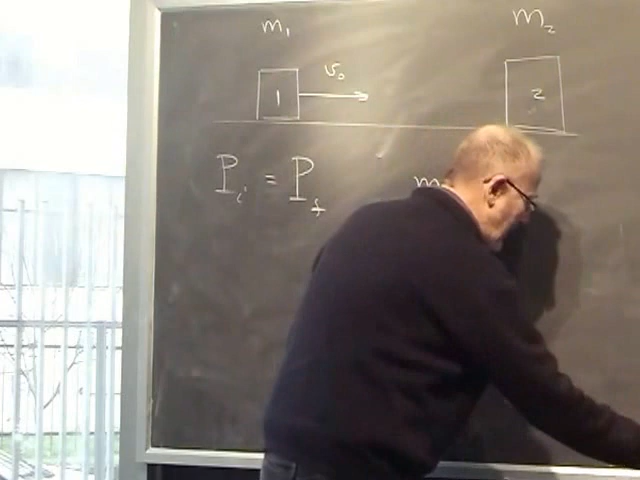 m₁ m₂
v₀
1 2
P_i = P_f
m